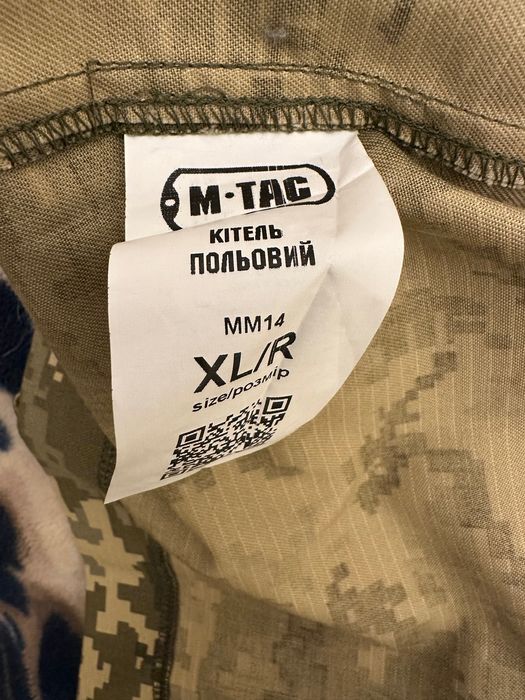 M·TAC
КІТЕЛЬ
ПОЛЬОВИЙ
MM14
XL/R
size/розмір